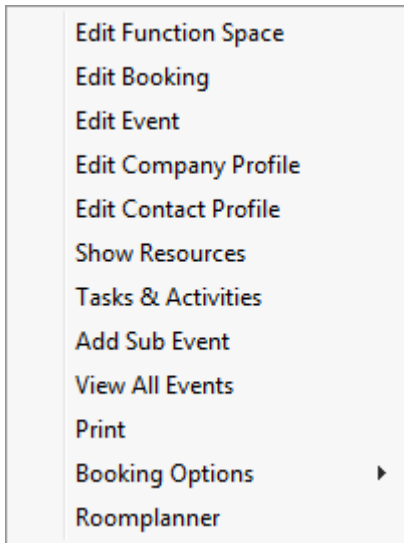 Edit Function Space
Edit Booking
Edit Event
Edit Company Profile
Edit Contact Profile
Show Resources
Tasks & Activities
Add Sub Event
View All Events
Print
Booking Options
Roomplanner